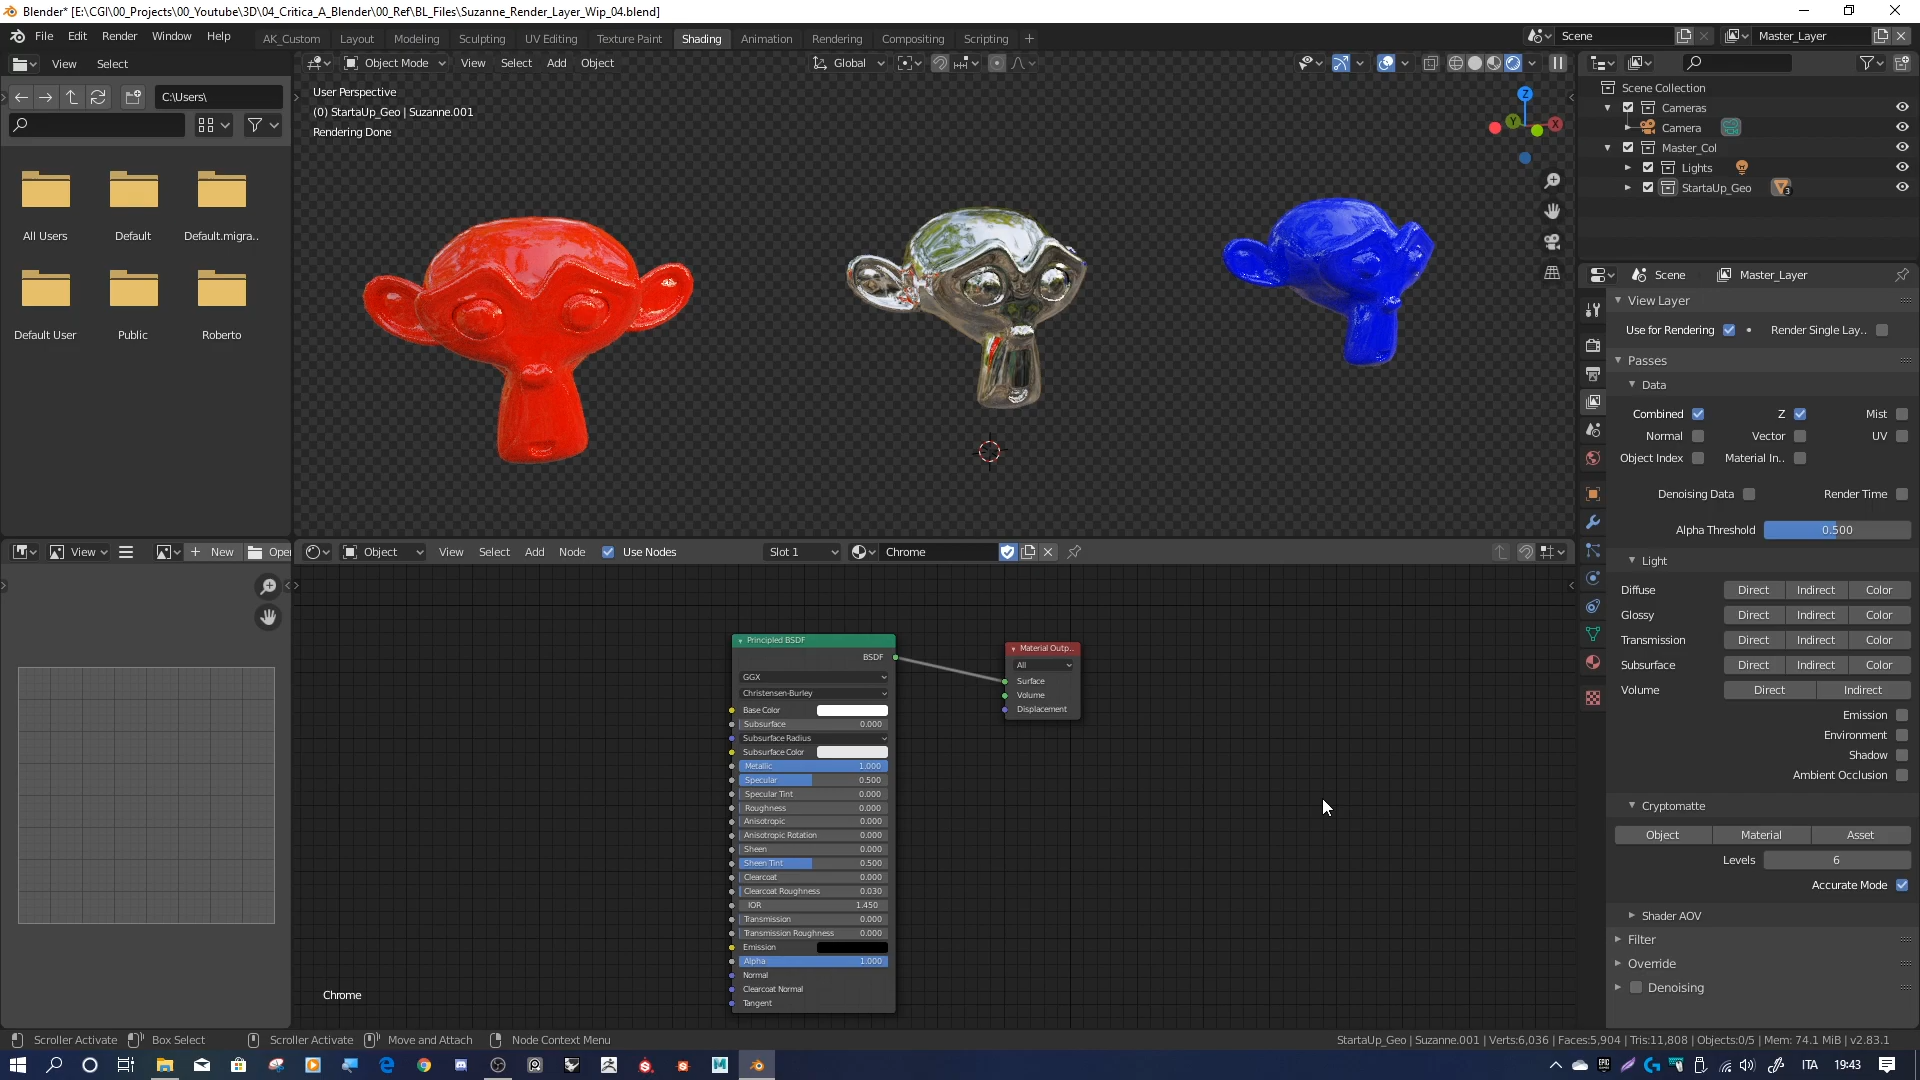 Blender* [E:\CGI\00_Projects\00_Youtube\3D\04_Critica_A_Blender\00_Ref\BL_Files\Suzanne_Render_Layer_Wip_04.blend]
File Edit Render Window Help AK_Custom Layout Modeling Sculpting UV Editing Texture Paint Shading Animation Rendering Compositing Scripting Scene Master_Layer
View Select Object Mode View Select Add Object Global
C:\Users\
User Perspective
(0) StartaUp_Geo | Suzanne.001
Rendering Done
Z
Y
X
All Users Default Default.migra..
Default User Public Roberto
Scene Collection
Cameras
Camera
Master_Col
Lights
StartaUp_Geo 3
Scene Master_Layer
View Layer
Use for Rendering Render Single Lay..
Passes
Data
Combined Z Mist
Normal Vector UV
Object Index Material In..
Denoising Data Render Time
Alpha Threshold 0.500
Light
Diffuse Direct Indirect Color
Glossy Direct Indirect Color
Transmission Direct Indirect Color
Subsurface Direct Indirect Color
Volume Direct Indirect
Emission
Environment
Shadow
Ambient Occlusion
Cryptomatte
Object Material Asset
Levels 6
Accurate Mode
Shader AOV
Filter
Override
Denoising
View New Open
Object View Select Add Node Use Nodes Slot 1 Chrome
Principled BSDF
BSDF
GGX
Christensen-Burley
Base Color
Subsurface 0.000
Subsurface Radius
Subsurface Color
Metallic 1.000
Specular 0.500
Specular Tint 0.000
Roughness 0.000
Anisotropic 0.000
Anisotropic Rotation 0.000
Sheen 0.000
Sheen Tint 0.500
Clearcoat 0.000
Clearcoat Roughness 0.030
IOR 1.450
Transmission 0.000
Transmission Roughness 0.000
Emission
Alpha 1.000
Normal
Clearcoat Normal
Tangent
Material Outp..
All
Surface
Volume
Displacement
Chrome
Scroller Activate Box Select Scroller Activate Move and Attach Node Context Menu
StartaUp_Geo | Suzanne.001 | Verts:6,036 | Faces:5,904 | Tris:11,808 | Objects:0/5 | Mem: 74.1 MiB | v2.83.1
ITA 19:43